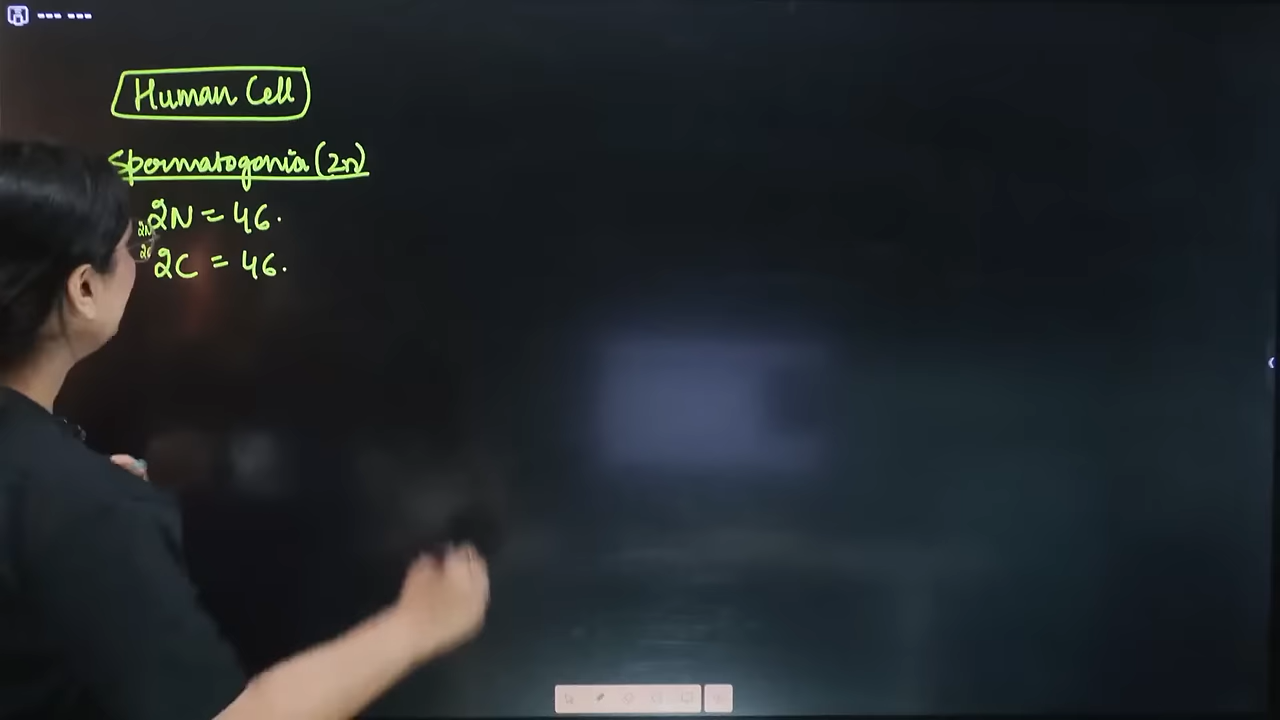 Human Cell
Spermatogonia (2n)
2N = 46.
2C = 46.